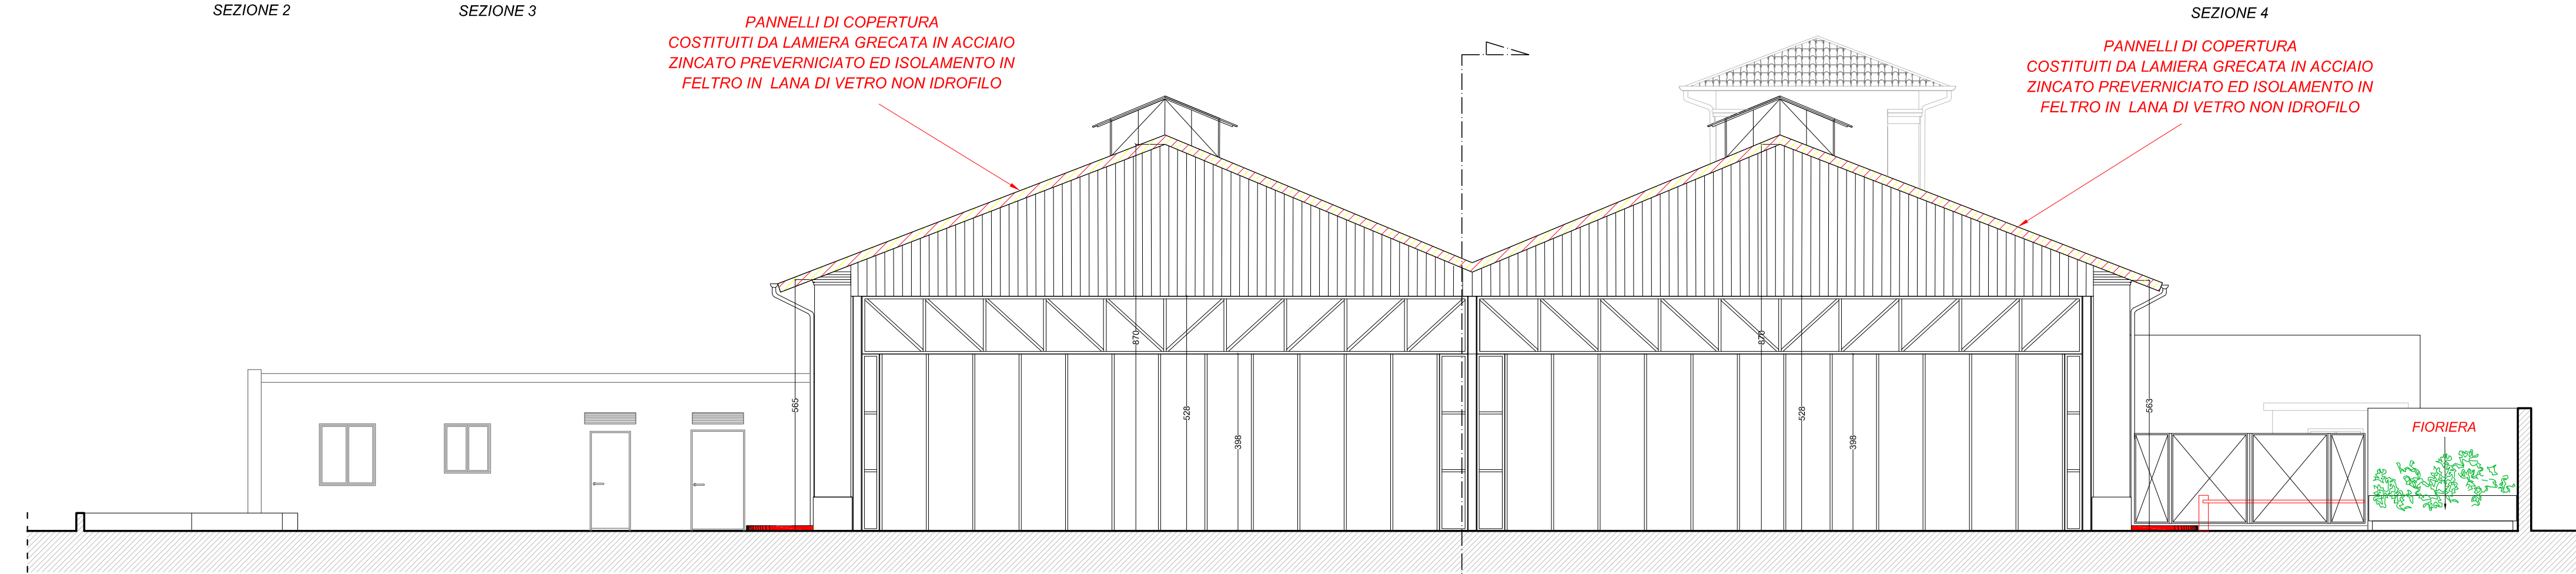 SEZIONE 2
SEZIONE 3
SEZIONE 4
PANNELLI DI COPERTURA
COSTITUITI DA LAMIERA GRECATA IN ACCIAIO
ZINCATO PREVERNICIATO ED ISOLAMENTO IN
FELTRO IN LANA DI VETRO NON IDROFILO
PANNELLI DI COPERTURA
COSTITUITI DA LAMIERA GRECATA IN ACCIAIO
ZINCATO PREVERNICIATO ED ISOLAMENTO IN
FELTRO IN LANA DI VETRO NON IDROFILO
565
870
528
398
870
528
398
563
FIORIERA